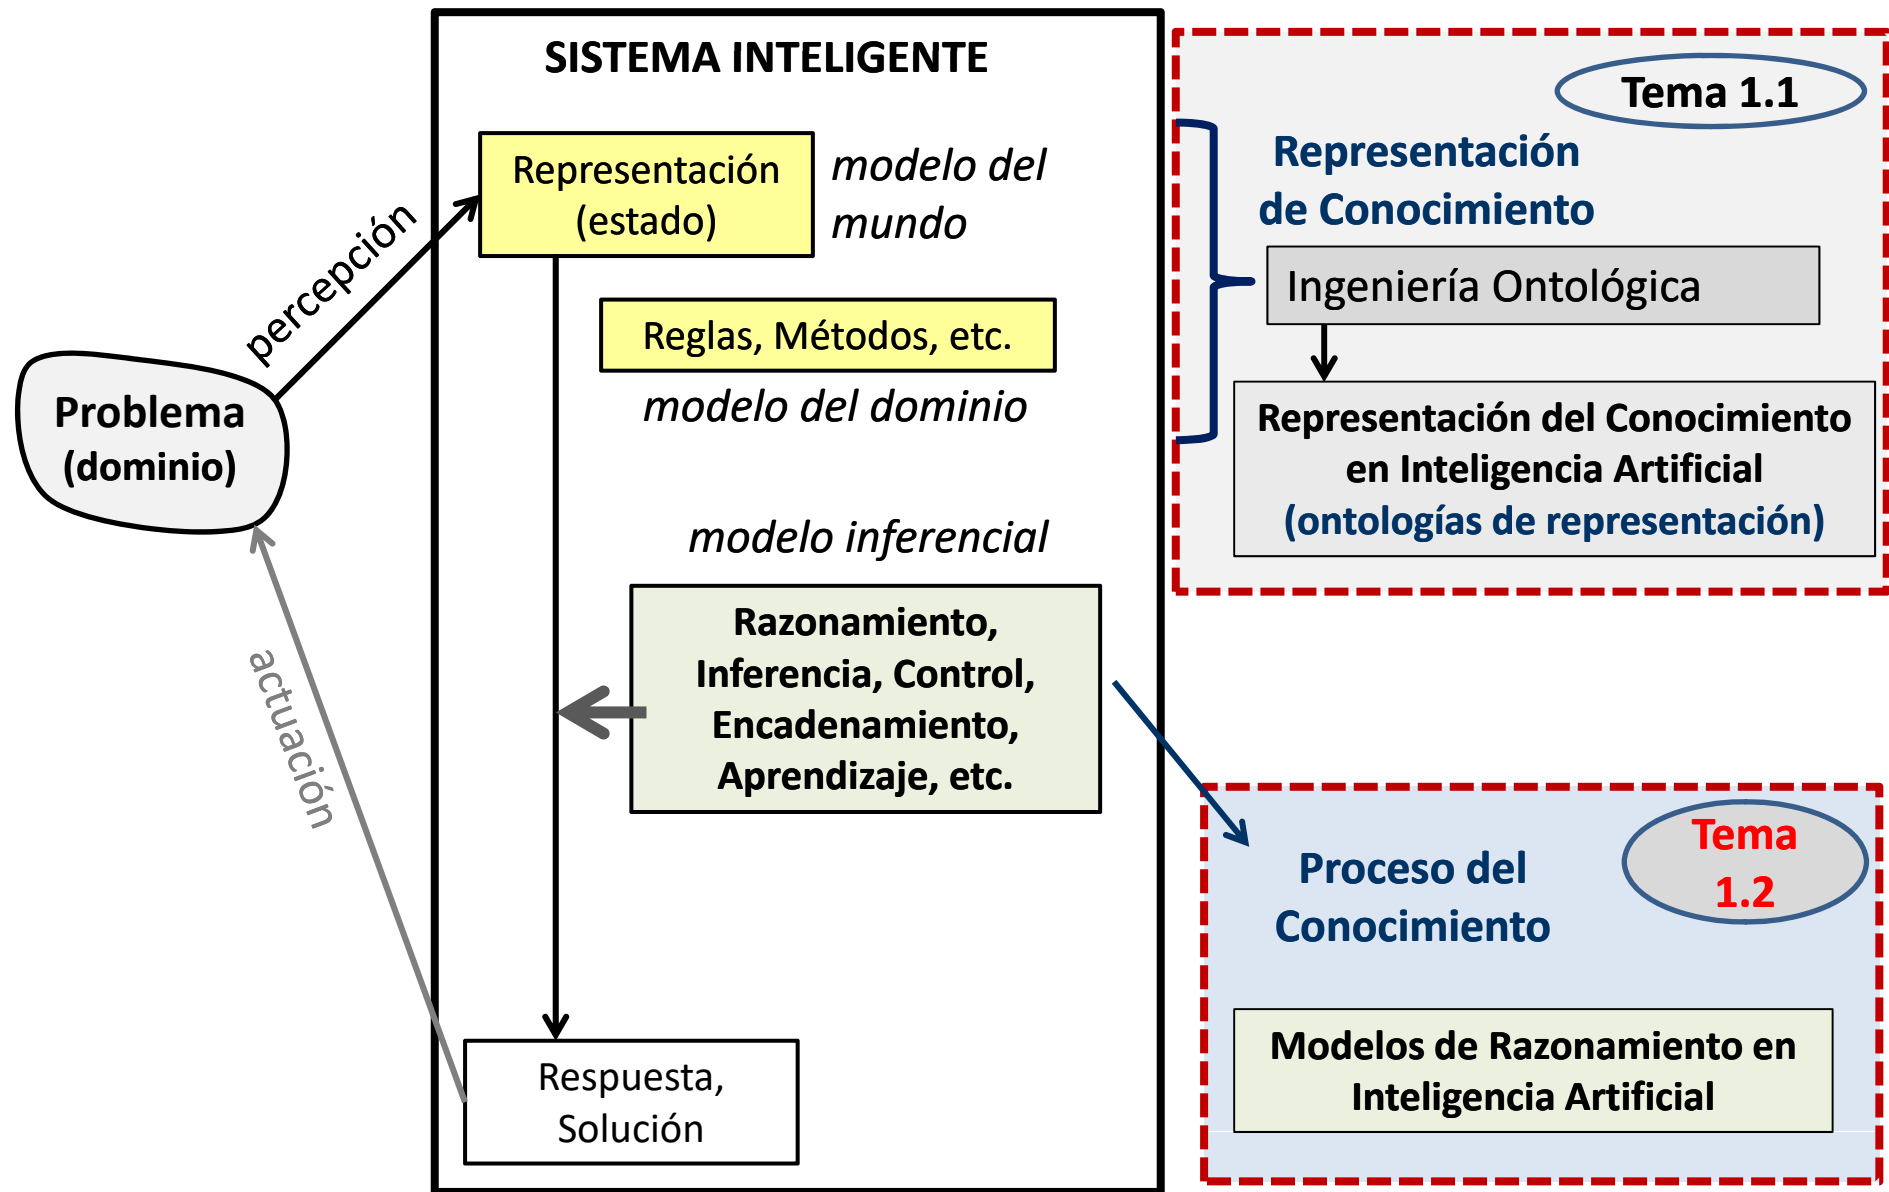 SISTEMA INTELIGENTE
Representación
(estado)
modelo del
mundo
percepción
Reglas, Métodos, etc.
modelo del dominio
Problema
(dominio)
modelo inferencial
Razonamiento,
Inferencia, Control,
Encadenamiento,
Aprendizaje, etc.
actuación
Respuesta,
Solución
Tema 1.1
Representación
de Conocimiento
Ingeniería Ontológica
Representación del Conocimiento
en Inteligencia Artificial
(ontologías de representación)
Tema
1.2
Proceso del
Conocimiento
Modelos de Razonamiento en
Inteligencia Artificial